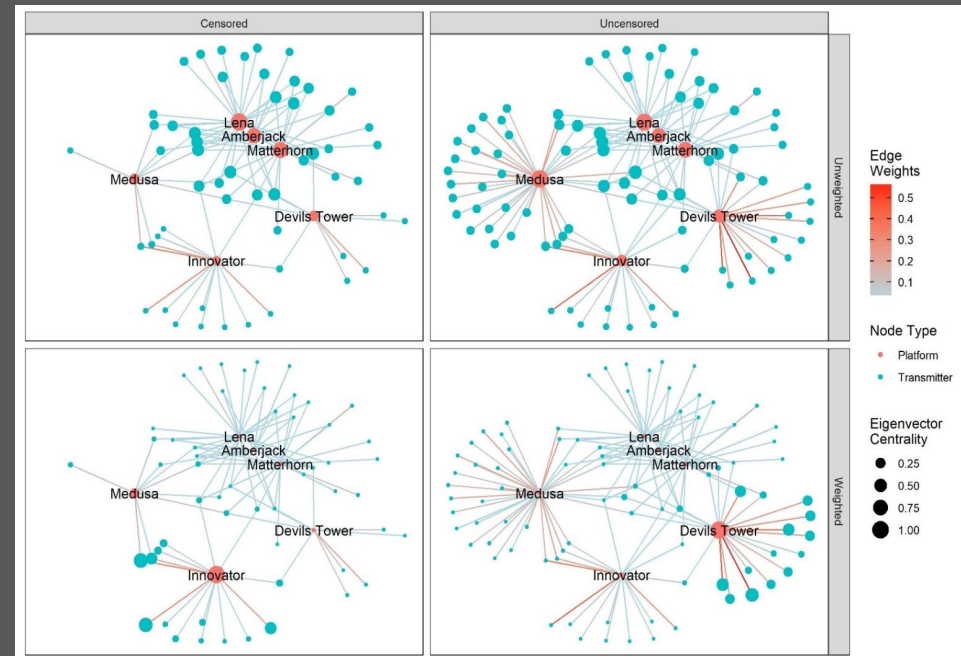 Censored
Uncensored
Lena
Amberjack
Matterhorn
Medusa
Devils Tower
Innovator
Lena
Amberjack
Matterhorn
Medusa
Devils Tower
Innovator
Unweighted
Lena
Amberjack
Matterhorn
Medusa
Devils Tower
Innovator
Lena
Amberjack
Matterhorn
Medusa
Devils Tower
Innovator
Weighted
Edge
Weights
0.5
0.4
0.3
0.2
0.1
Node Type
Platform
Transmitter
Eigenvector
Centrality
0.25
0.50
0.75
1.00